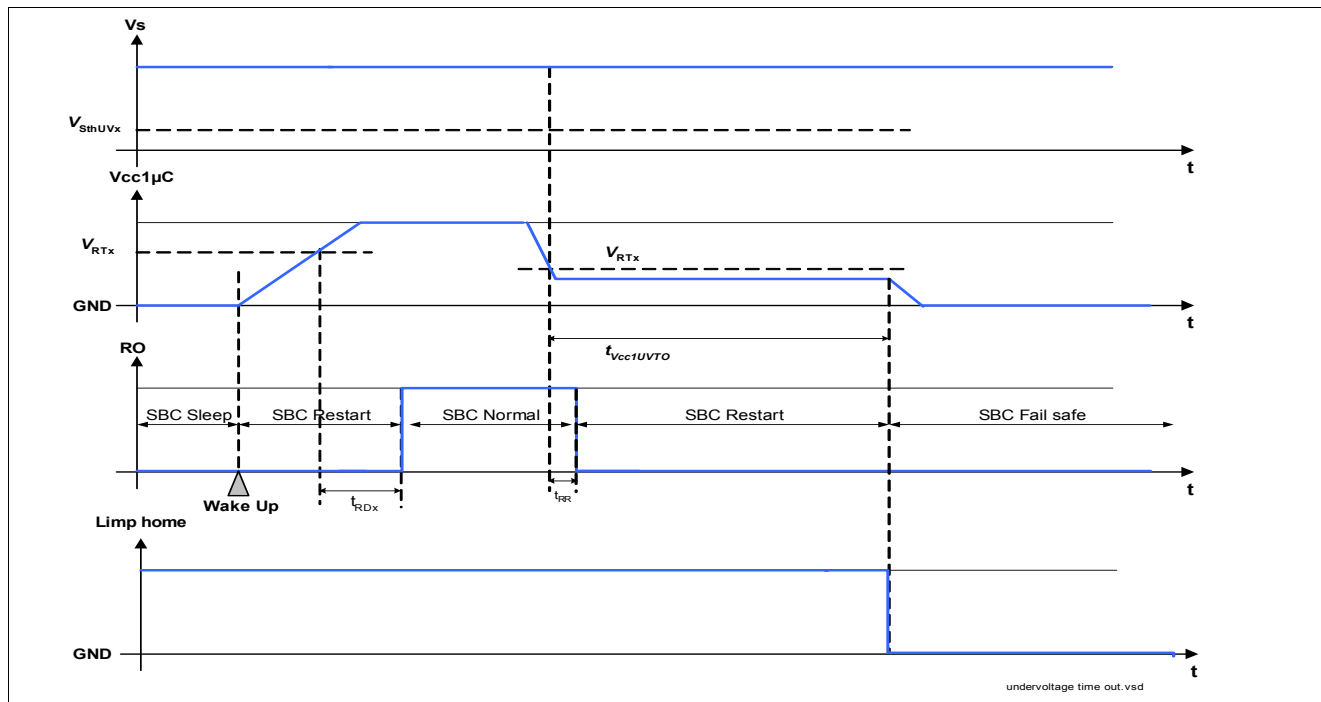 Vs
VSthUVx
t
Vcc1µC
VRTx
VRTx
GND
t
tVcc1UVTO
RO
SBC Sleep
SBC Restart
SBC Normal
SBC Restart
SBC Fail safe
t
Wake Up
tRDx
tRR
Limp home
GND
t
undervoltage time out.vsd